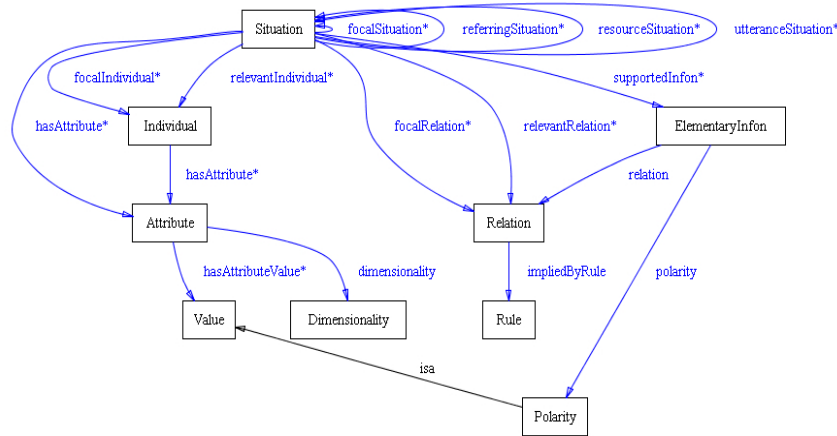 Situation
focalSituation*
referringSituation*
resourceSituation*
utteranceSituation*
focalIndividual*
relevantIndividual*
supportedInfon*
hasAttribute*
Individual
focalRelation*
relevantRelation*
ElementaryInfon
hasAttribute*
relation
Attribute
Relation
hasAttributeValue*
dimensionality
impliedByRule
polarity
Value
Dimensionality
Rule
isa
Polarity